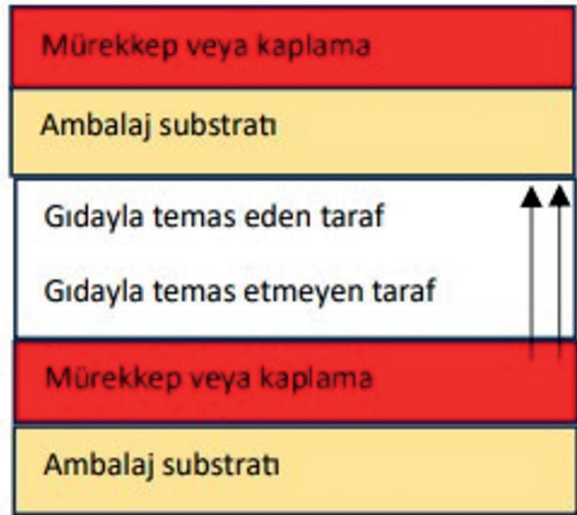 Mürekkep veya kaplama
Ambalaj substratı
Gıdayla temas eden taraf
Gıdayla temas etmeyen taraf
Mürekkep veya kaplama
Ambalaj substratı